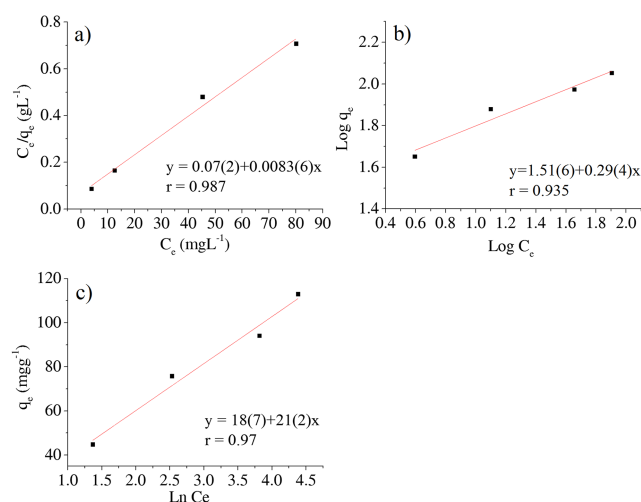 a)
0.8
0.6
0.4
0.2
0.0
C_e/q_e (gL⁻¹)
y = 0.07(2)+0.0083(6)x
r = 0.987
0 10 20 30 40 50 60 70 80 90
C_e (mgL⁻¹)
b)
2.2
2.0
1.8
1.6
1.4
Log q_e
y=1.51(6)+0.29(4)x
r = 0.935
0.4 0.6 0.8 1.0 1.2 1.4 1.6 1.8 2.0
Log C_e
c)
120
100
80
60
40
q_e (mgg⁻¹)
y = 18(7)+21(2)x
r = 0.97
1.0 1.5 2.0 2.5 3.0 3.5 4.0 4.5
Ln Ce